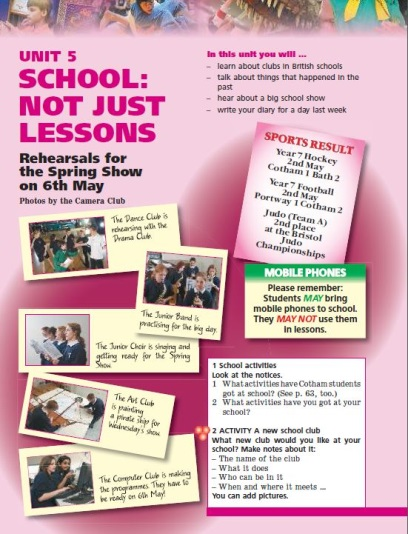 UNIT 5
SCHOOL:
NOT JUST
LESSONS
Rehearsals for
the Spring Show
on 6th May
Photos by the Camera Club
In this unit you will ...
– learn about clubs in British schools
– talk about things that happened in the
past
– hear about a big school show
– write your diary for a day last week
SPORTS RESULT
Year 7 Hockey
2nd May
Cotham 1 Bath 2
Year 7 Football
2nd May
Portway 1 Cotham 2
Judo (Team A)
2nd place
at the Bristol
Judo
Championships
The Dance Club is
rehearsing with the
Drama Club.
The Junior Band is
practising for the big day.
The Junior Choir is singing and
getting ready for the Spring
Show.
The Art Club
is painting
a pirate ship for
Wednesday's show.
The Computer Club is making
the programmes. They have to
be ready on 6th May!
MOBILE PHONES
Please remember:
Students MAY bring
mobile phones to school.
They MAY NOT use them
in lessons.
1 School activities
Look at the notices.
1 What activities have Cotham students
got at school? (See p. 63, too.)
2 What activities have you got at your
school?
2 ACTIVITY A new school club
What new club would you like at your
school? Make notes about it:
– The name of the club
– What it does
– Who can be in it
– When and where it meets ...
You can add pictures.